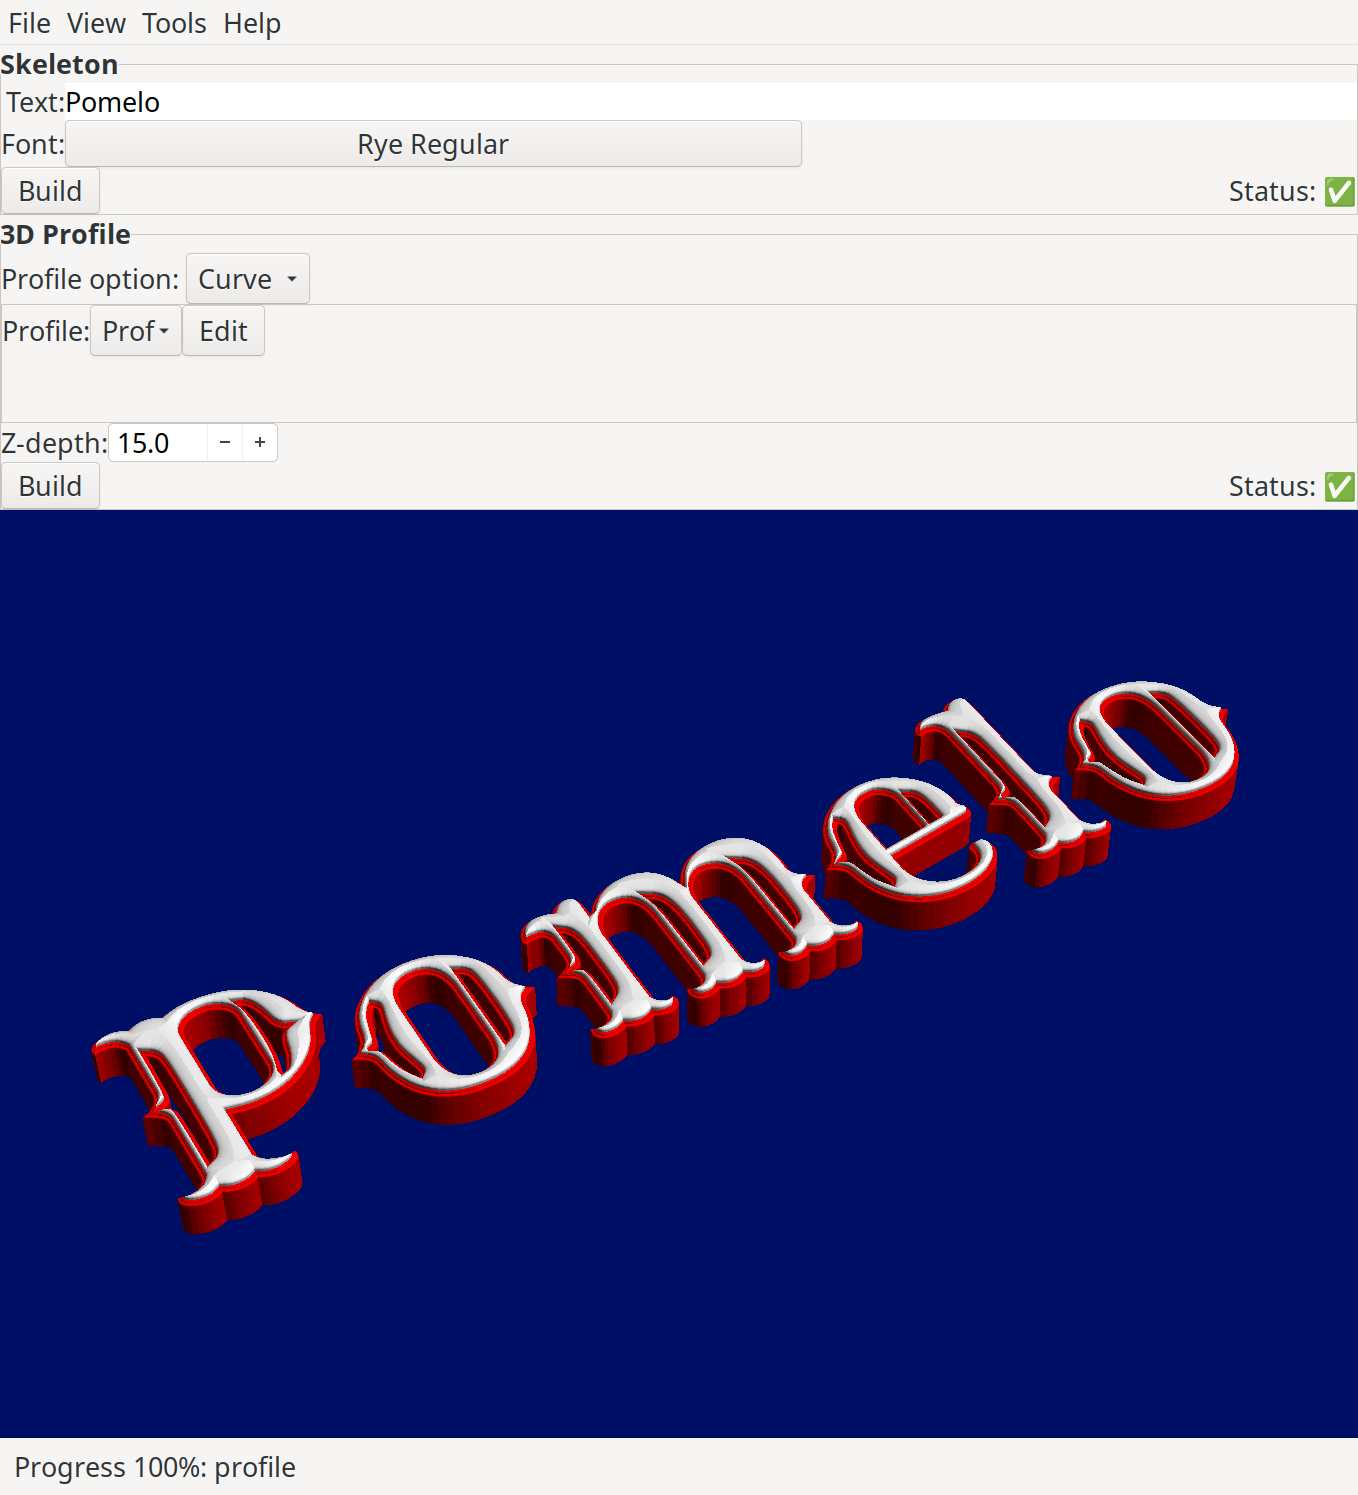 File View Tools Help
Skeleton
Text: Pomelo
Font: Rye Regular
Build Status: ✅
3D Profile
Profile option: Curve
Profile: Prof Edit
Z-depth: 15.0 − +
Build Status: ✅
Pomelo
Progress 100%: profile